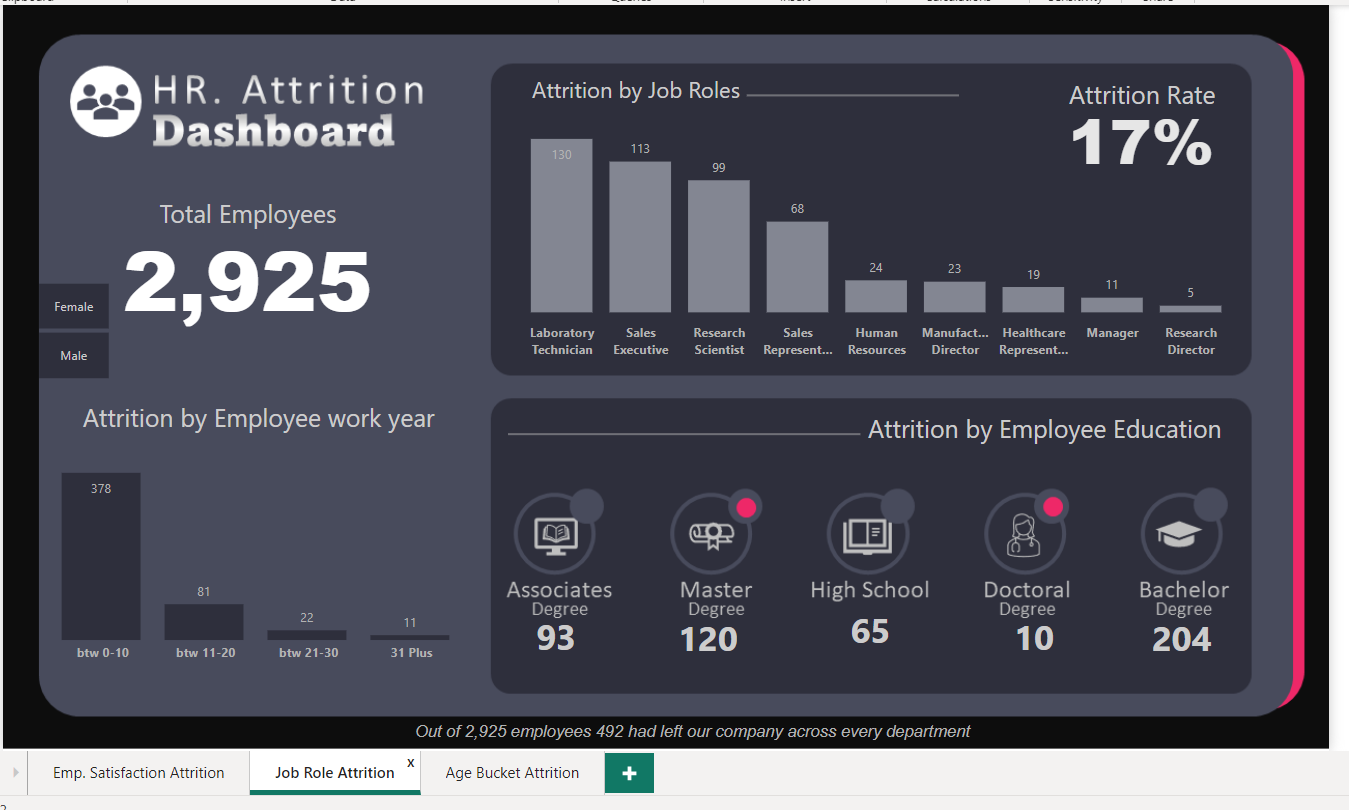 HR. Attrition
Dashboard
Total Employees
2,925
Female
Male
Attrition by Employee work year
378
81
22
11
btw 0-10
btw 11-20
btw 21-30
31 Plus
Attrition by Job Roles
Attrition Rate
17%
130
113
99
68
24
23
19
11
5
Laboratory Technician
Sales Executive
Research Scientist
Sales Represent...
Human Resources
Manufact... Director
Healthcare Represent...
Manager
Research Director
Attrition by Employee Education
Associates
Degree
93
Master
Degree
120
High School
65
Doctoral
Degree
10
Bachelor
Degree
204
Out of 2,925 employees 492 had left our company across every department
Emp. Satisfaction Attrition
Job Role Attrition
x
Age Bucket Attrition
+